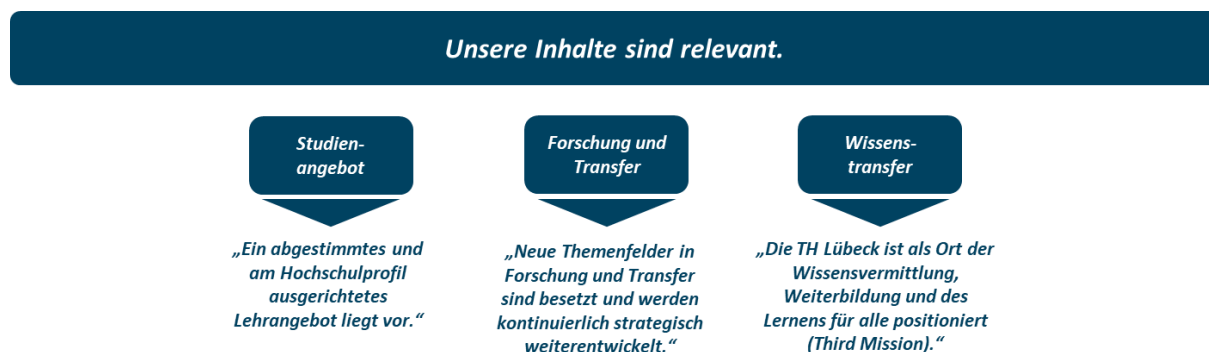 Unsere Inhalte sind relevant.
Studien-
angebot
„Ein abgestimmtes und
am Hochschulprofil
ausgerichtetes
Lehrangebot liegt vor.“
Forschung und
Transfer
„Neue Themenfelder in
Forschung und Transfer
sind besetzt und werden
kontinuierlich strategisch
weiterentwickelt.“
Wissens-
transfer
„Die TH Lübeck ist als Ort der
Wissensvermittlung,
Weiterbildung und des
Lernens für alle positioniert
(Third Mission).“